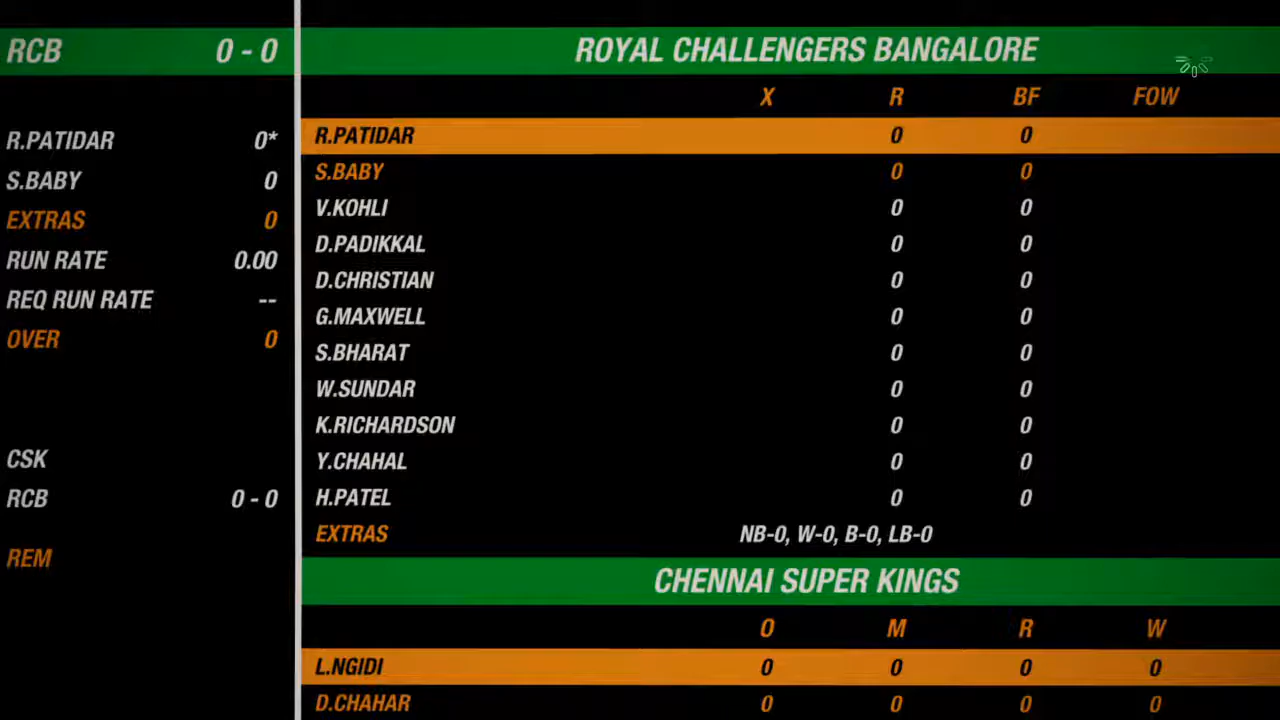 RCB 0 - 0
R.PATIDAR 0*
S.BABY 0
EXTRAS 0
RUN RATE 0.00
REQ RUN RATE --
OVER 0
CSK
RCB 0 - 0
REM
ROYAL CHALLENGERS BANGALORE
X R BF FOW
R.PATIDAR 0 0
S.BABY 0 0
V.KOHLI 0 0
D.PADIKKAL 0 0
D.CHRISTIAN 0 0
G.MAXWELL 0 0
S.BHARAT 0 0
W.SUNDAR 0 0
K.RICHARDSON 0 0
Y.CHAHAL 0 0
H.PATEL 0 0
EXTRAS NB-0, W-0, B-0, LB-0
CHENNAI SUPER KINGS
O M R W
L.NGIDI 0 0 0 0
D.CHAHAR 0 0 0 0